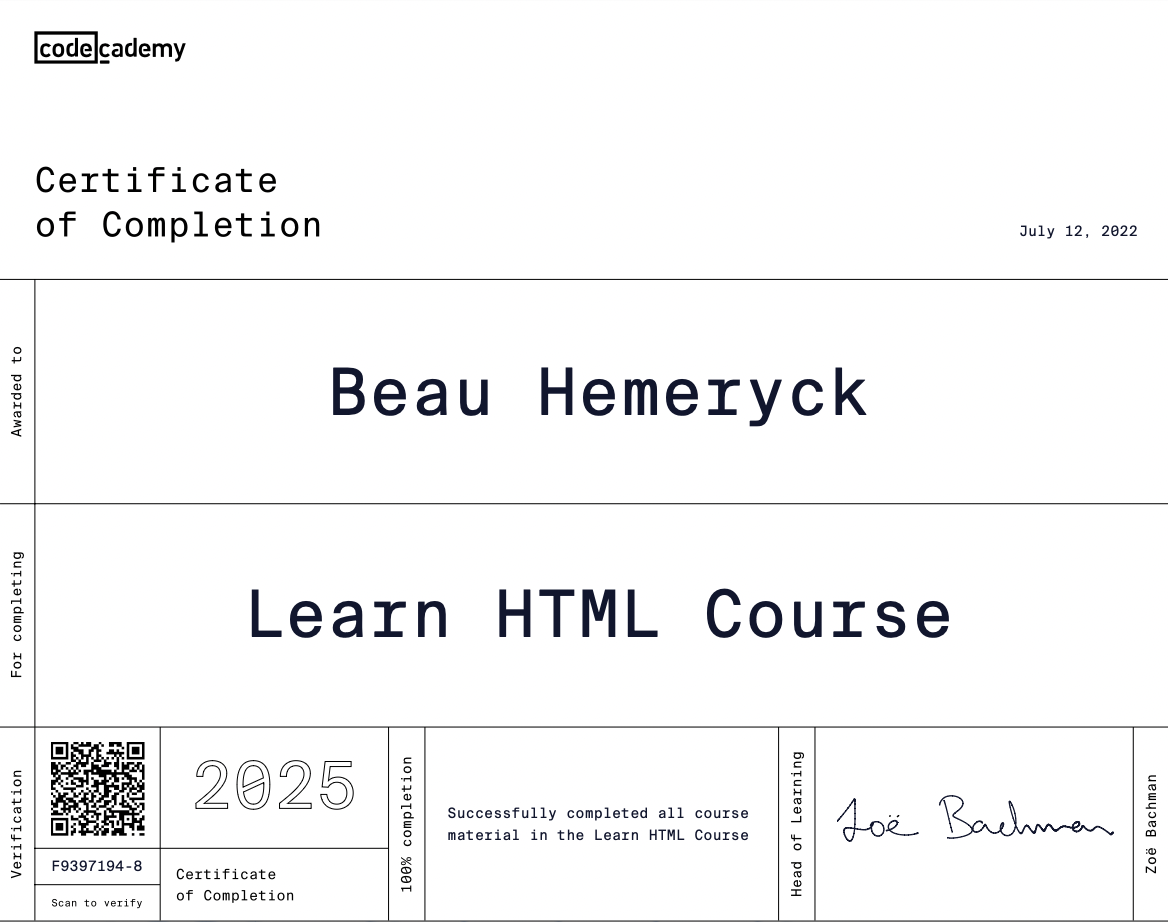 codecademy
Certificate
of Completion
July 12, 2022
Awarded to
Beau Hemeryck
For completing
Learn HTML Course
Verification
F9397194-8
Scan to verify
2025
Certificate
of Completion
100% completion
Successfully completed all course
material in the Learn HTML Course
Head of Learning
Zoë Bachman
Zoë Bachman